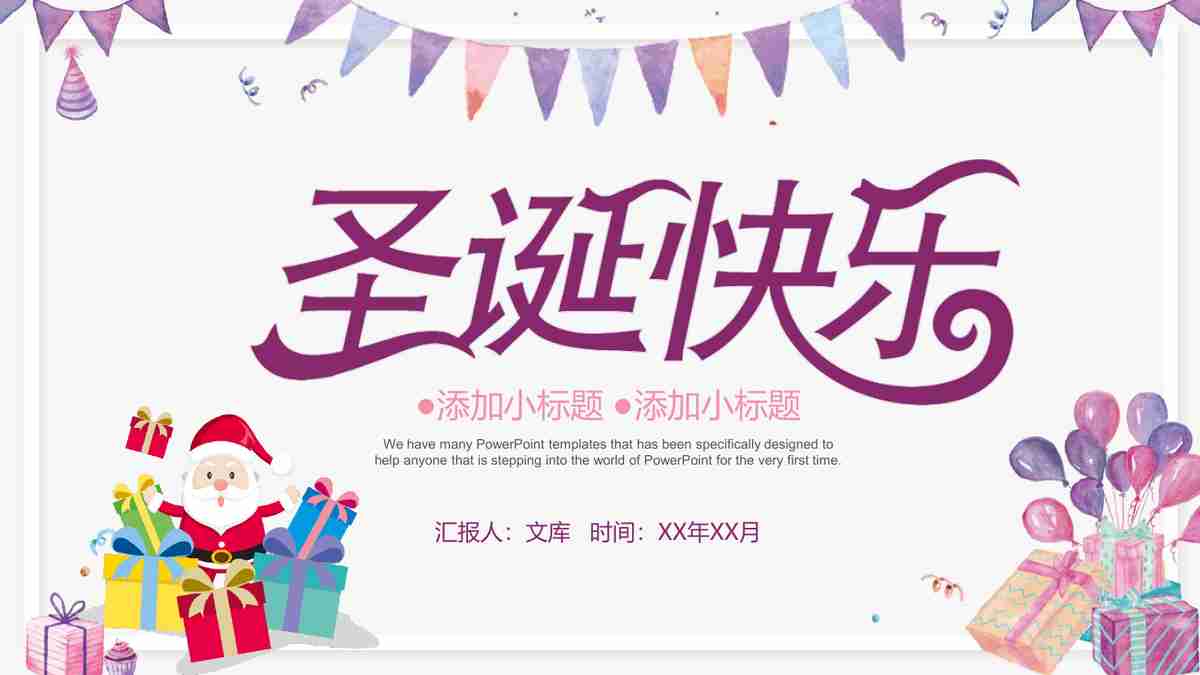 圣诞快乐
●添加小标题 ●添加小标题
We have many PowerPoint templates that has been specifically designed to
help anyone that is stepping into the world of PowerPoint for the very first time.
汇报人：文库 时间：XX年XX月